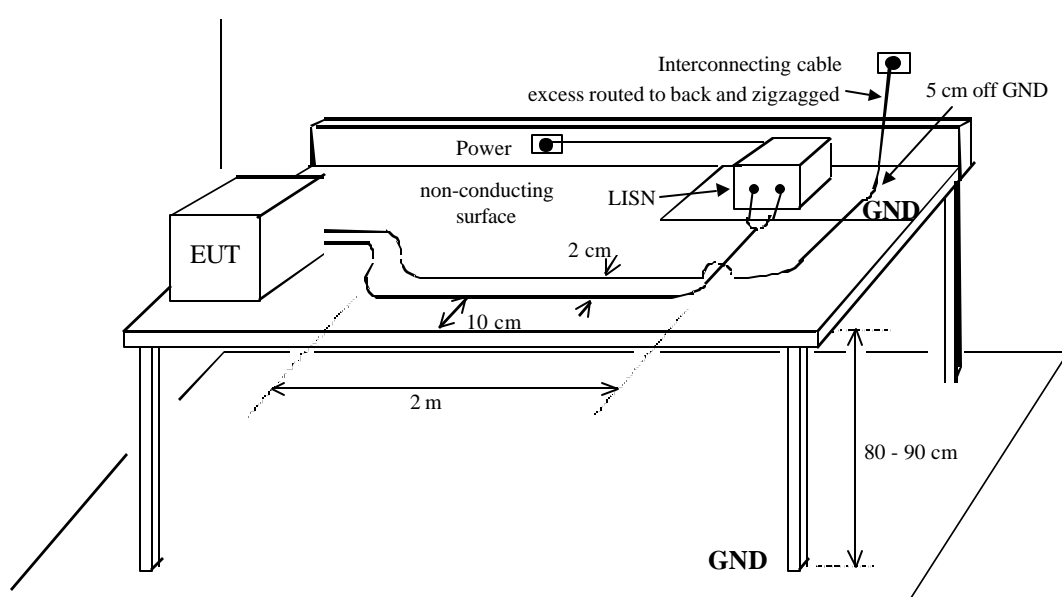 Interconnecting cable
excess routed to back and zigzagged
5 cm off GND
Power
non-conducting
surface
LISN
GND
EUT
2 cm
10 cm
2 m
80 - 90 cm
GND